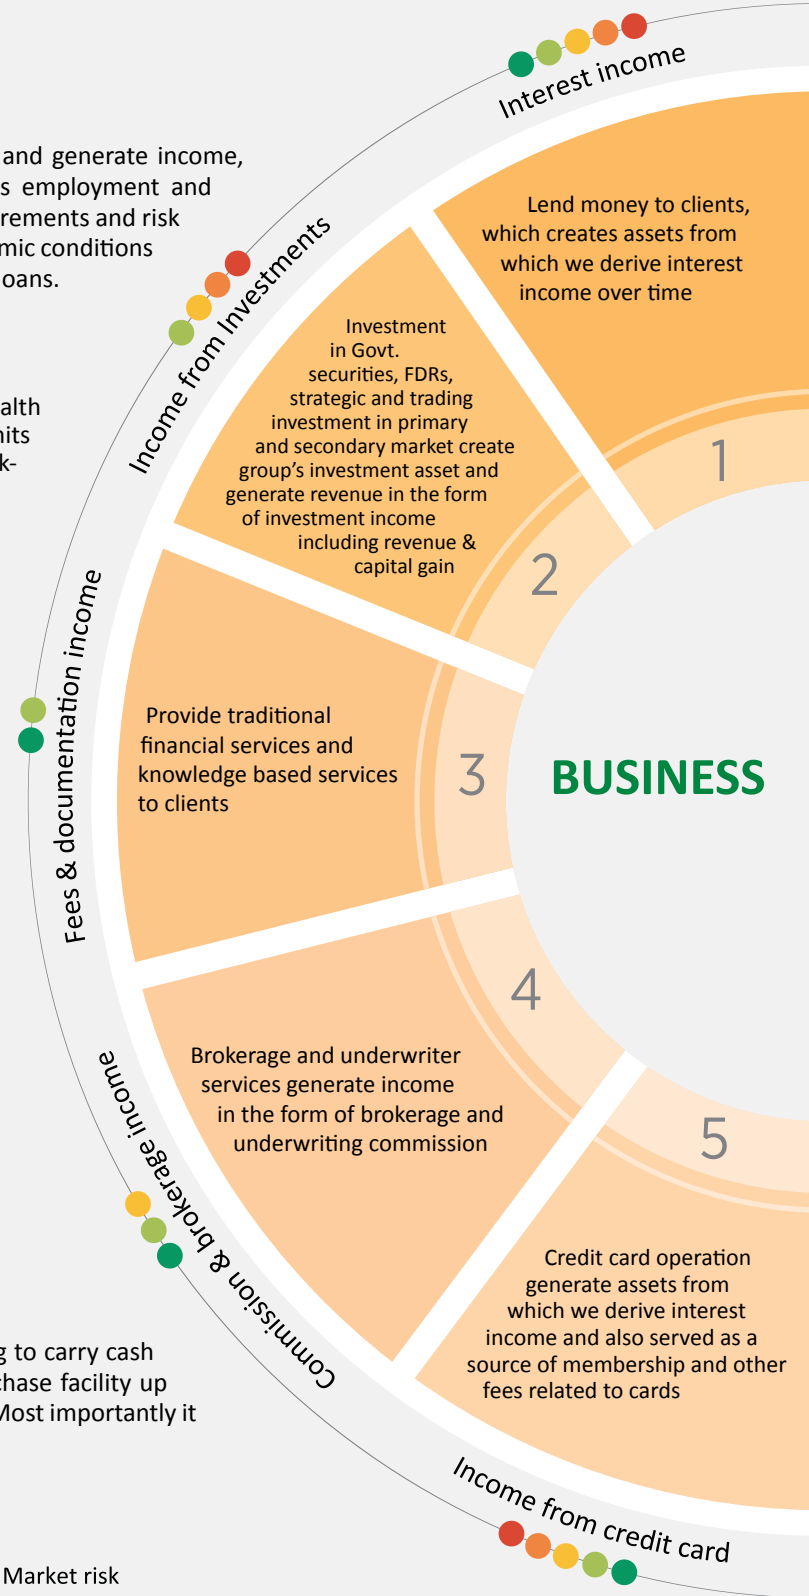 Interest income
and generate income,
s employment and
rements and risk
mic conditions
oans.
Lend money to clients,
which creates assets from
which we derive interest
income over time
1
Income from Investments
Investment
in Govt.
securities, FDRs,
strategic and trading
investment in primary
and secondary market create
group's investment asset and
generate revenue in the form
of investment income
including revenue &
capital gain
2
alth
nits
k-
Fees & documentation income
Provide traditional
financial services and
knowledge based services
to clients
3
BUSINESS
Commission & brokerage income
Brokerage and underwriter
services generate income
in the form of brokerage and
underwriting commission
4
5
Credit card operation
generate assets from
which we derive interest
income and also served as a
source of membership and other
fees related to cards
g to carry cash
chase facility up
Most importantly it
Income from credit card
Market risk